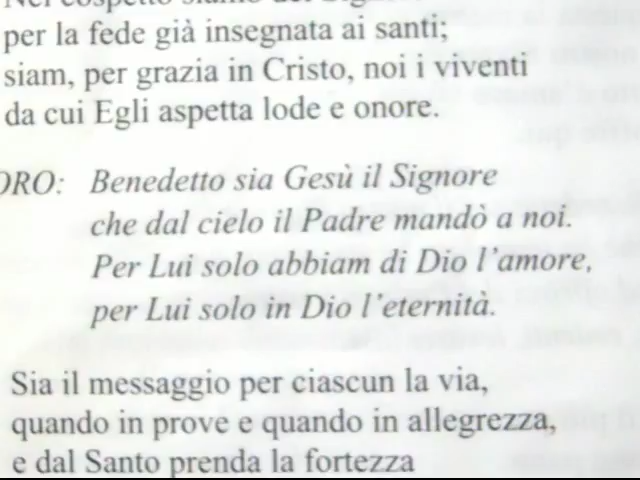 per la fede già insegnata ai santi;
siam, per grazia in Cristo, noi i viventi
da cui Egli aspetta lode e onore.
ORO: Benedetto sia Gesù il Signore
che dal cielo il Padre mandò a noi.
Per Lui solo abbiam di Dio l'amore,
per Lui solo in Dio l'eternità.
Sia il messaggio per ciascun la via,
quando in prove e quando in allegrezza,
e dal Santo prenda la fortezza